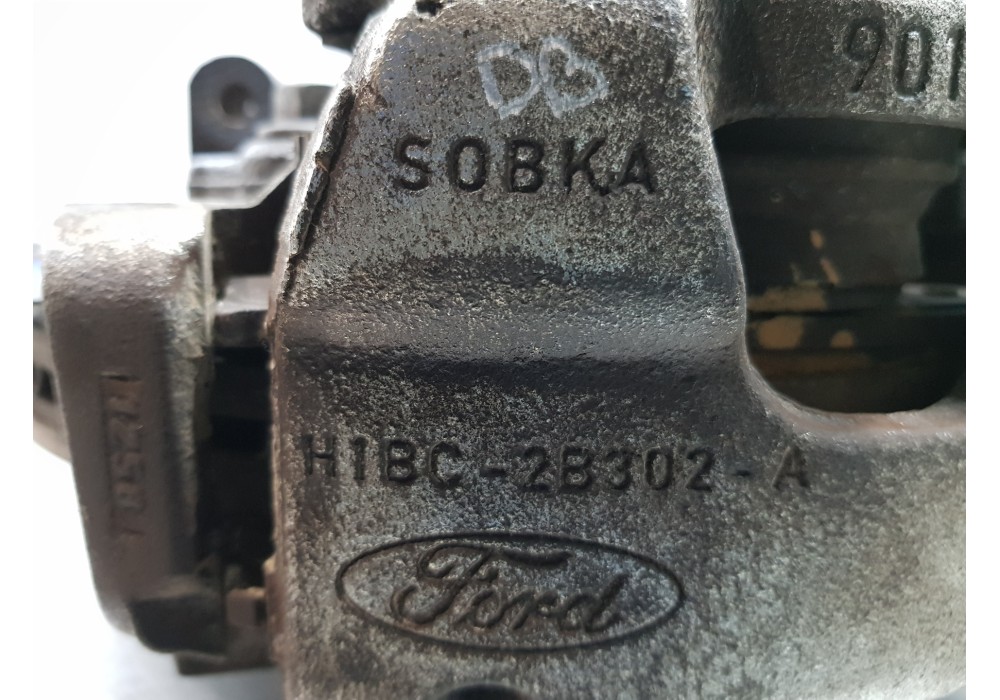 DB
901
SOBKA
H1BC-2B302-A
Ford